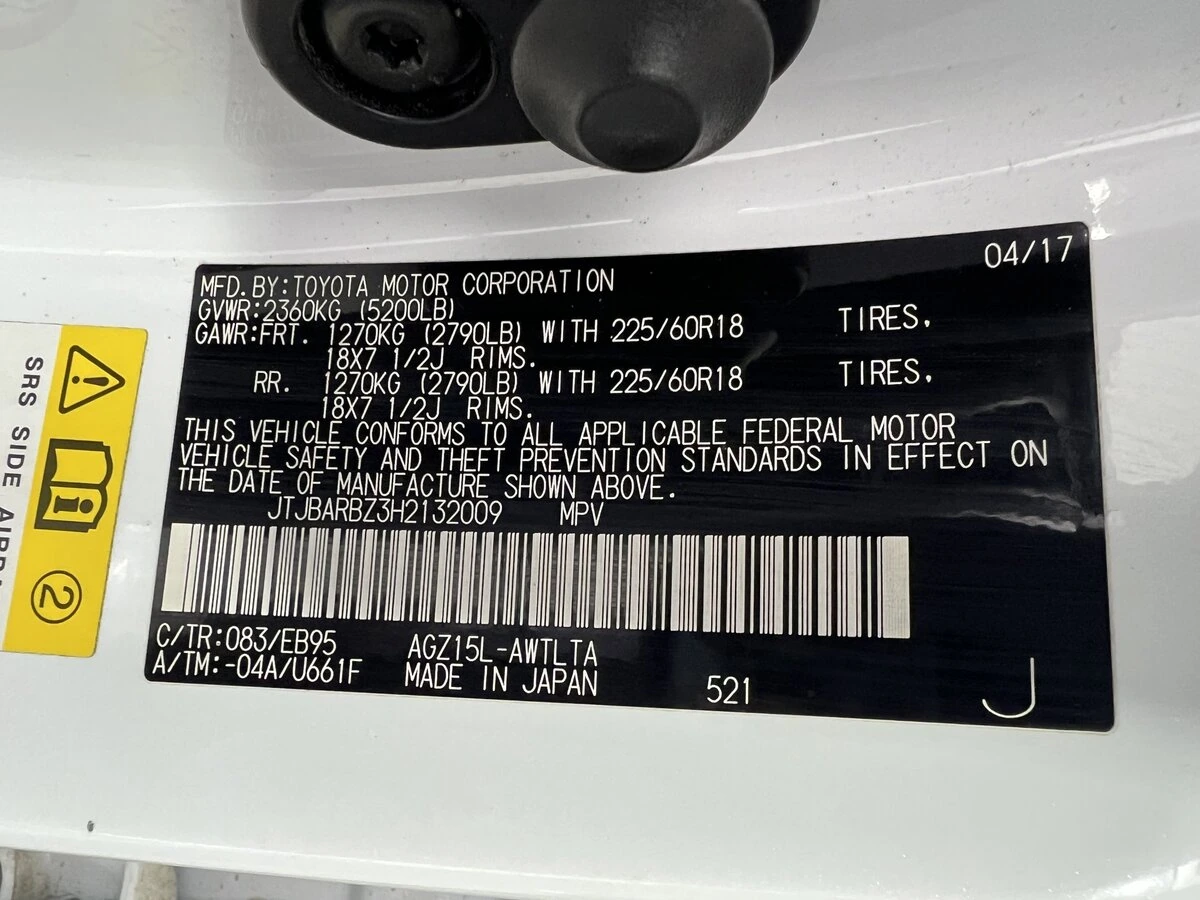 04/17
MFD.BY:TOYOTA MOTOR CORPORATION
GVWR:2360KG (5200LB)
GAWR:FRT. 1270KG (2790LB) WITH 225/60R18 TIRES,
18X7 1/2J RIMS.
RR. 1270KG (2790LB) WITH 225/60R18 TIRES,
18X7 1/2J RIMS.
THIS VEHICLE CONFORMS TO ALL APPLICABLE FEDERAL MOTOR
VEHICLE SAFETY AND THEFT PREVENTION STANDARDS IN EFFECT ON
THE DATE OF MANUFACTURE SHOWN ABOVE.
JTJBARBZ3H2132009 MPV
C/TR:083/EB95 AGZ15L-AWTLTA
A/TM:-04A/U661F MADE IN JAPAN 521 J
SRS SIDE
2